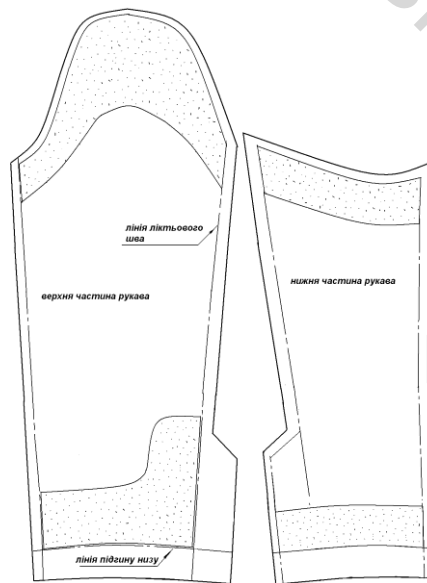 лінія ліктьового
шва
верхня частина рукава
нижня частина рукава
лінія підгину низу